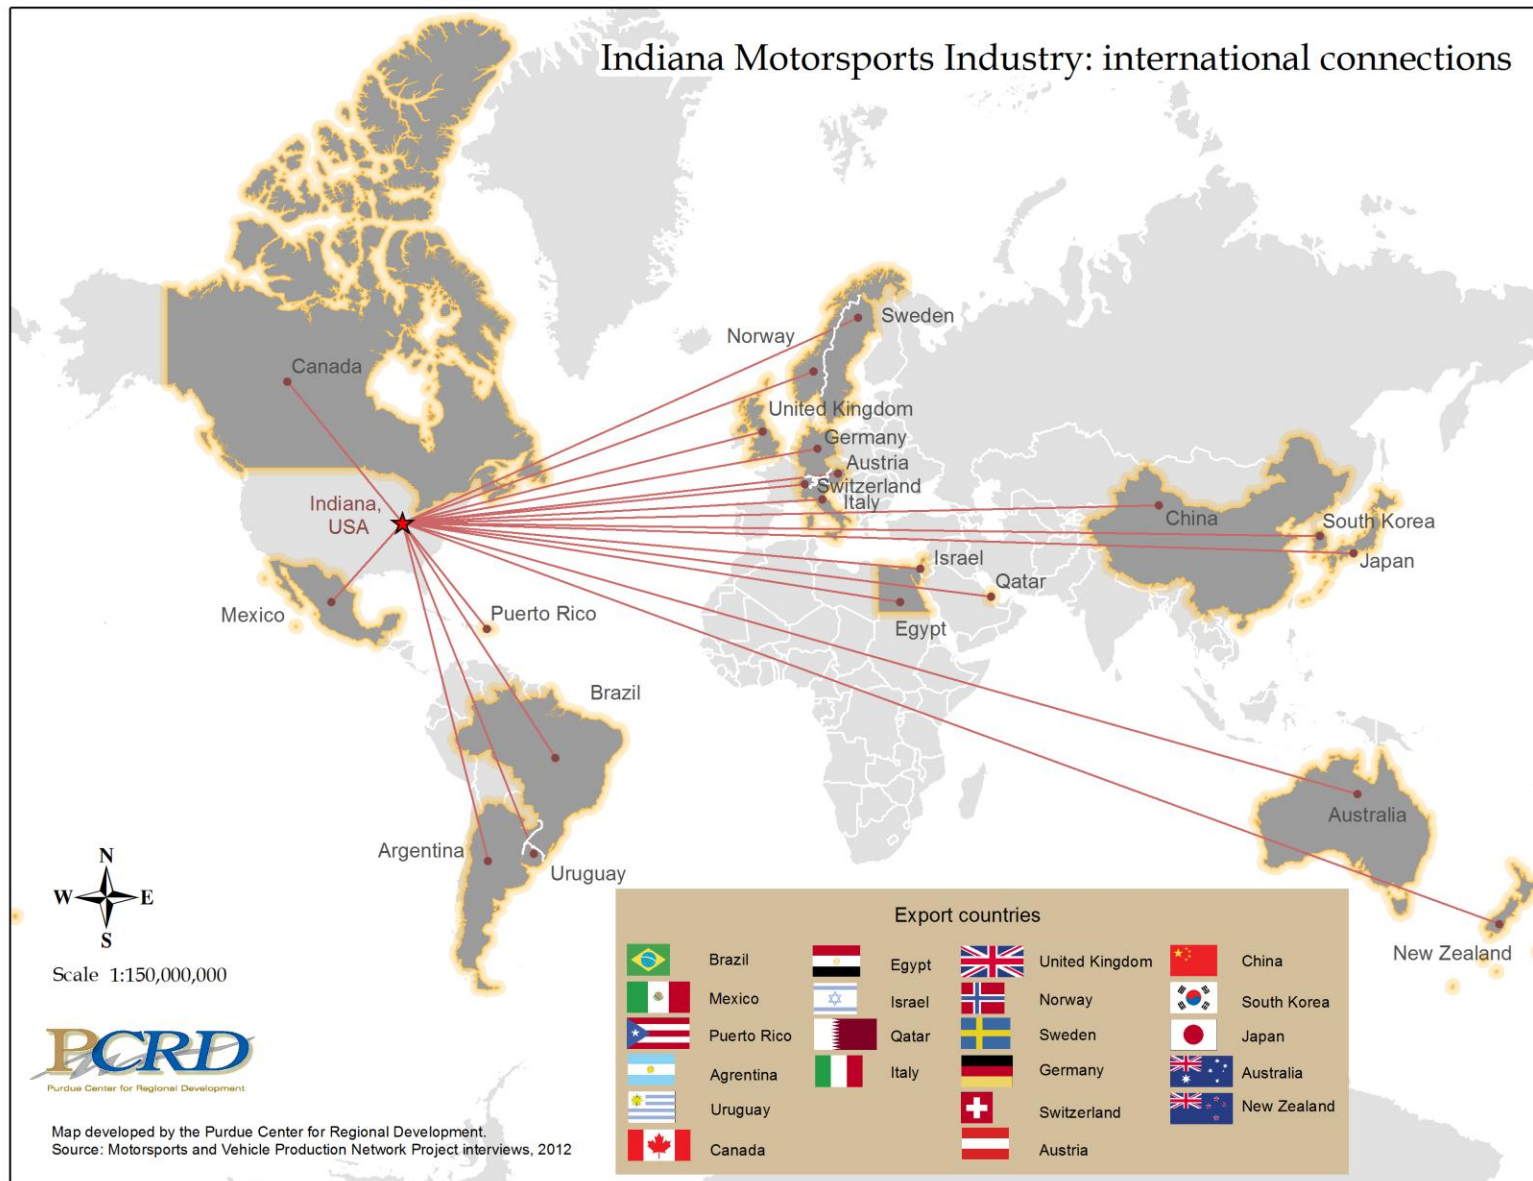 Indiana Motorsports Industry: international connections
Sweden
Norway
Canada
United Kingdom
Germany
Austria
Switzerland
Italy
Indiana,
USA
China
South Korea
Japan
Israel
Qatar
Egypt
Mexico
Puerto Rico
Brazil
Australia
Argentina
Uruguay
New Zealand
N
W
E
S
Scale 1:150,000,000
PCRD
Purdue Center for Regional Development
Map developed by the Purdue Center for Regional Development.
Source: Motorsports and Vehicle Production Network Project interviews, 2012
Export countries
Brazil
Mexico
Puerto Rico
Agrentina
Uruguay
Canada
Egypt
Israel
Qatar
Italy
United Kingdom
Norway
Sweden
Germany
Switzerland
Austria
China
South Korea
Japan
Australia
New Zealand